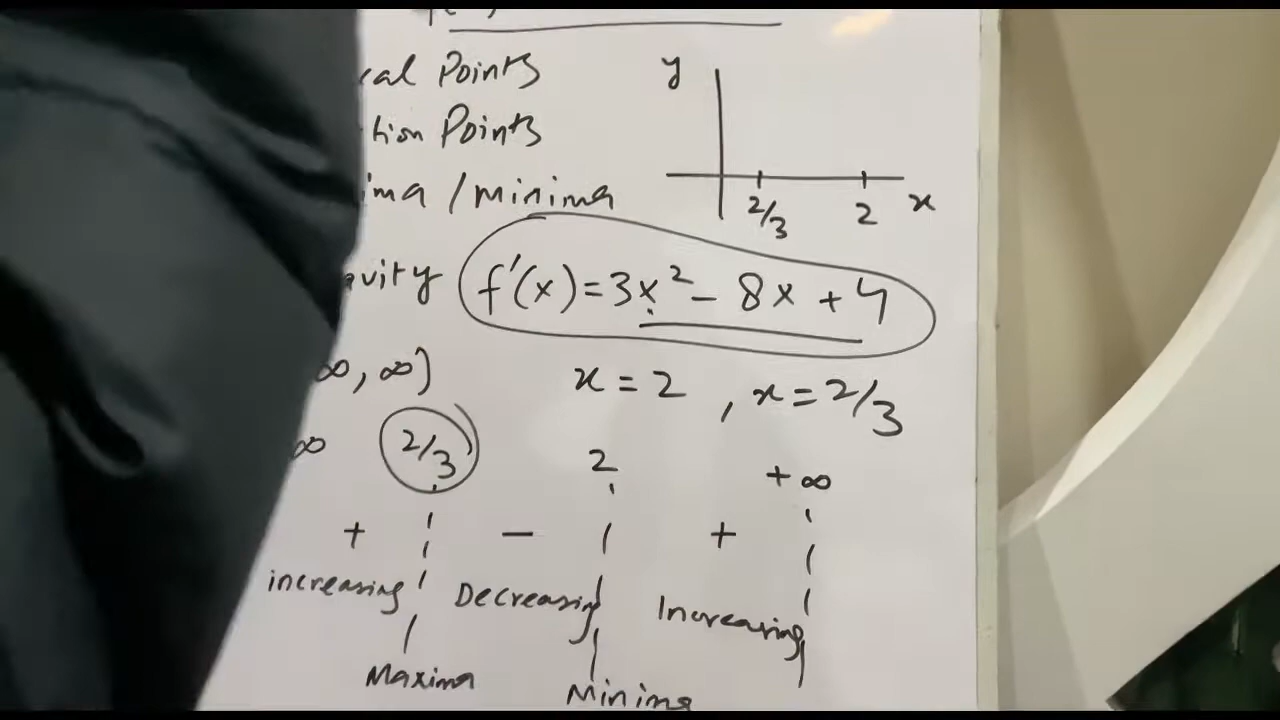 cal Points
tion Points
ima / minima
y
2/3 2 x
avity f'(x) = 3x² - 8x + 4
∞, ∞)
x = 2 , x = 2/3
∞ 2/3 2 + ∞
+ - +
increasing Decreasing Increasing
Maxima Minima